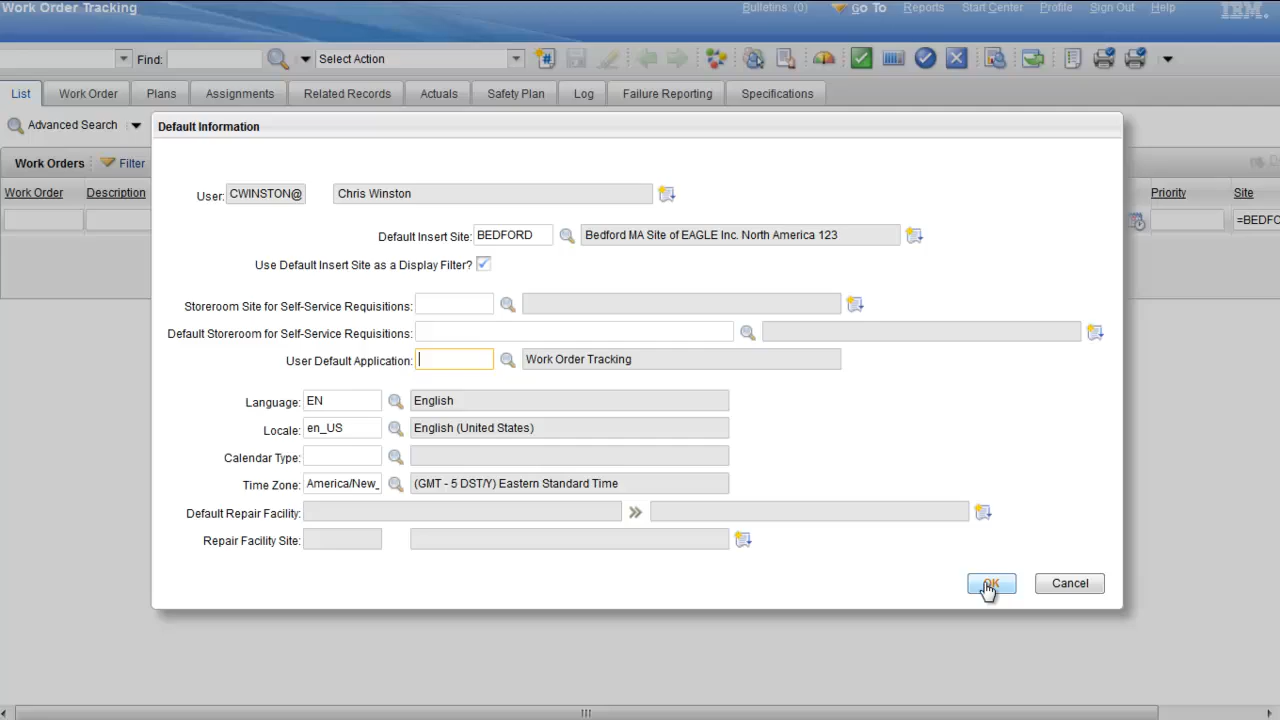 Work Order Tracking
Bulletins (0) Go To Reports Start Center Profile Sign Out Help IBM
Find: Select Action
List Work Order Plans Assignments Related Records Actuals Safety Plan Log Failure Reporting Specifications
Advanced Search
Default Information
Work Orders Filter
Work Order Description Priority Site
=BEDFO
User: CWINSTON@ Chris Winston
Default Insert Site: BEDFORD Bedford MA Site of EAGLE Inc. North America 123
Use Default Insert Site as a Display Filter?
Storeroom Site for Self-Service Requisitions:
Default Storeroom for Self-Service Requisitions:
User Default Application: Work Order Tracking
Language: EN English
Locale: en_US English (United States)
Calendar Type:
Time Zone: America/New_ (GMT - 5 DST/Y) Eastern Standard Time
Default Repair Facility:
Repair Facility Site:
OK Cancel